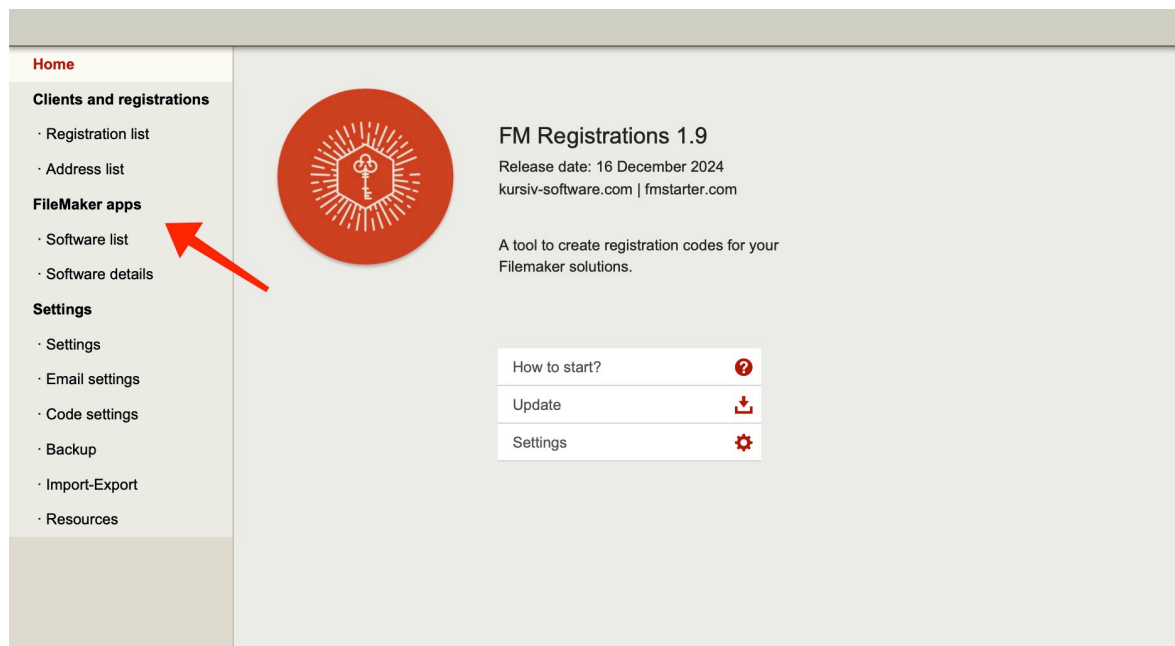 Home
Clients and registrations
· Registration list
· Address list
FileMaker apps
· Software list
· Software details
Settings
· Settings
· Email settings
· Code settings
· Backup
· Import-Export
· Resources
FM Registrations 1.9
Release date: 16 December 2024
kursiv-software.com | fmstarter.com
A tool to create registration codes for your
Filemaker solutions.
How to start?
Update
Settings